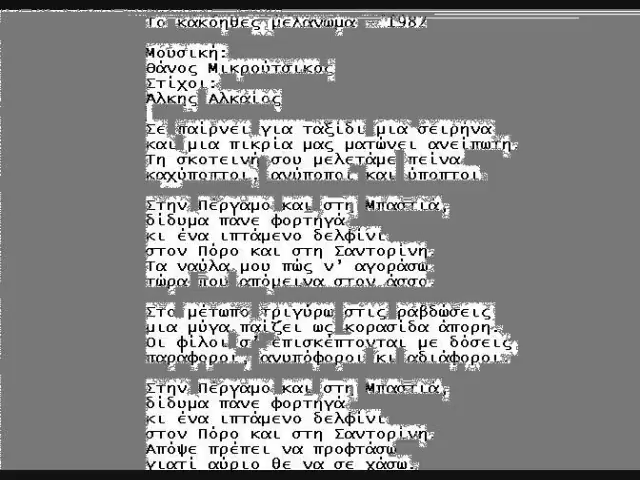 Το κακόηθες μελάνωμα - 1982
Μουσική:
Θάνος Μικρούτσικος
Στίχοι:
Άλκης Αλκαίος
Σε παίρνει για ταξίδι μια σειρήνα
και μια πικρία μας ματώνει ανείπωτη.
Τη σκοτεινή σου μελετάμε πείνα
καχύποπτοι, ανύποποι και ύποπτοι
Στην Πέργαμο και στη Μπαστιά,
δίδυμα πάνε φορτηγά
κι ένα ιπτάμενο δελφίνι
στον Πόρο και στη Σαντορίνη.
Τα ναύλα μου πώς ν' αγοράσω
τώρα που απόμεινα στον άσσο
Στο μέτωπο τριγύρω στις ραβδώσεις
μια μύγα παίζει ως κορασίδα άπορη.
Οι φίλοι σ' επισκέπτονται με δόσεις
παράφοροι, ανυπόφοροι κι αδιάφοροι.
Στην Πέργαμο και στη Μπαστιά,
δίδυμα πάνε φορτηγά
κι ένα ιπτάμενο δελφίνι
στον Πόρο και στη Σαντορίνη.
Απόψε πρέπει να προφτάσω
γιατί αύριο θε να σε χάσω.